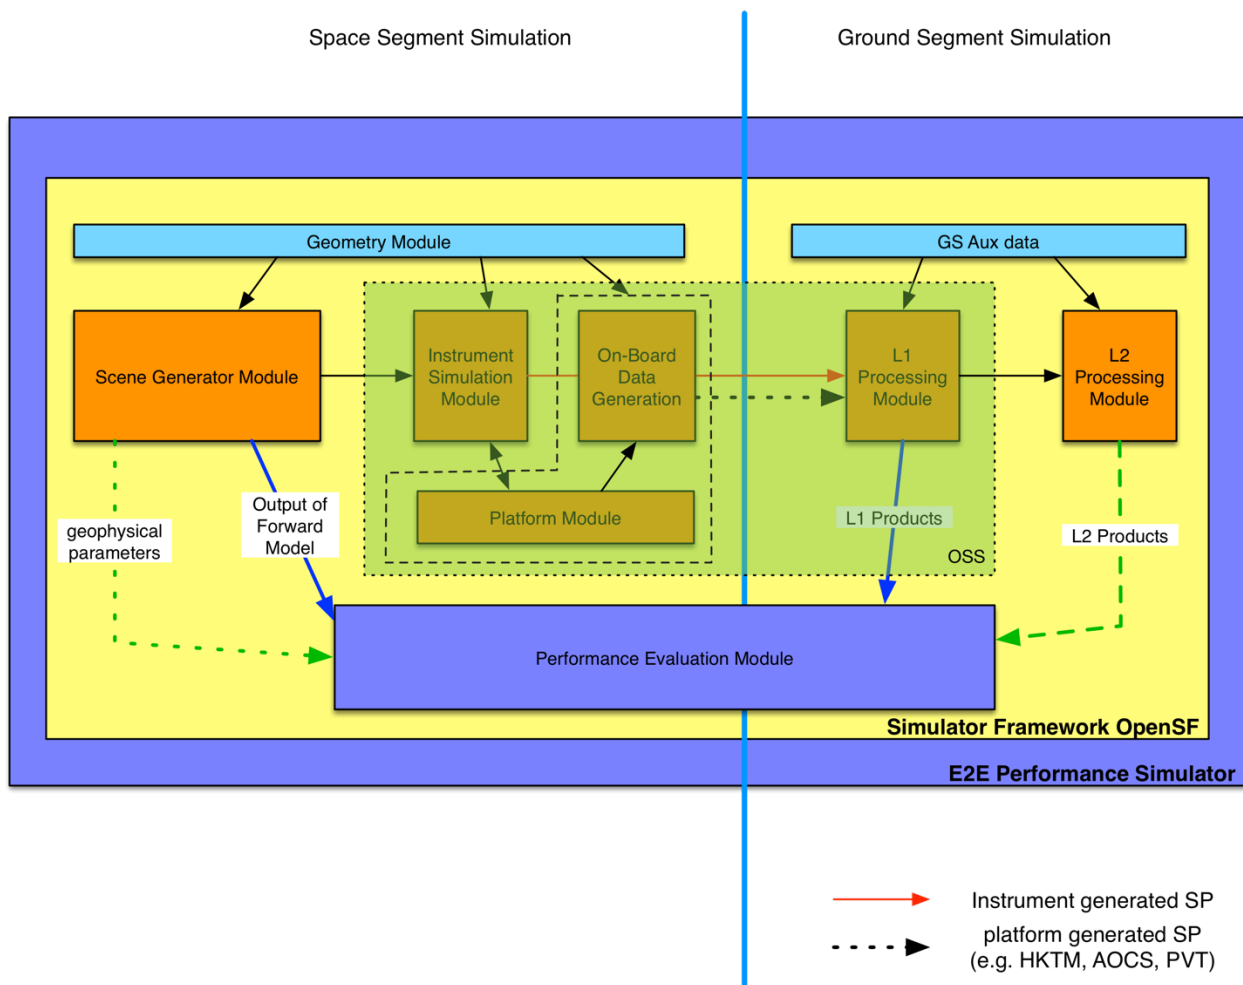 Space Segment Simulation
Ground Segment Simulation
Geometry Module
GS Aux data
Scene Generator Module
Instrument
Simulation
Module
On-Board
Data
Generation
L1
Processing
Module
L2
Processing
Module
Platform Module
geophysical
parameters
Output of
Forward
Model
L1 Products
L2 Products
OSS
Performance Evaluation Module
Simulator Framework OpenSF
E2E Performance Simulator
Instrument generated SP
platform generated SP
(e.g. HKTM, AOCS, PVT)